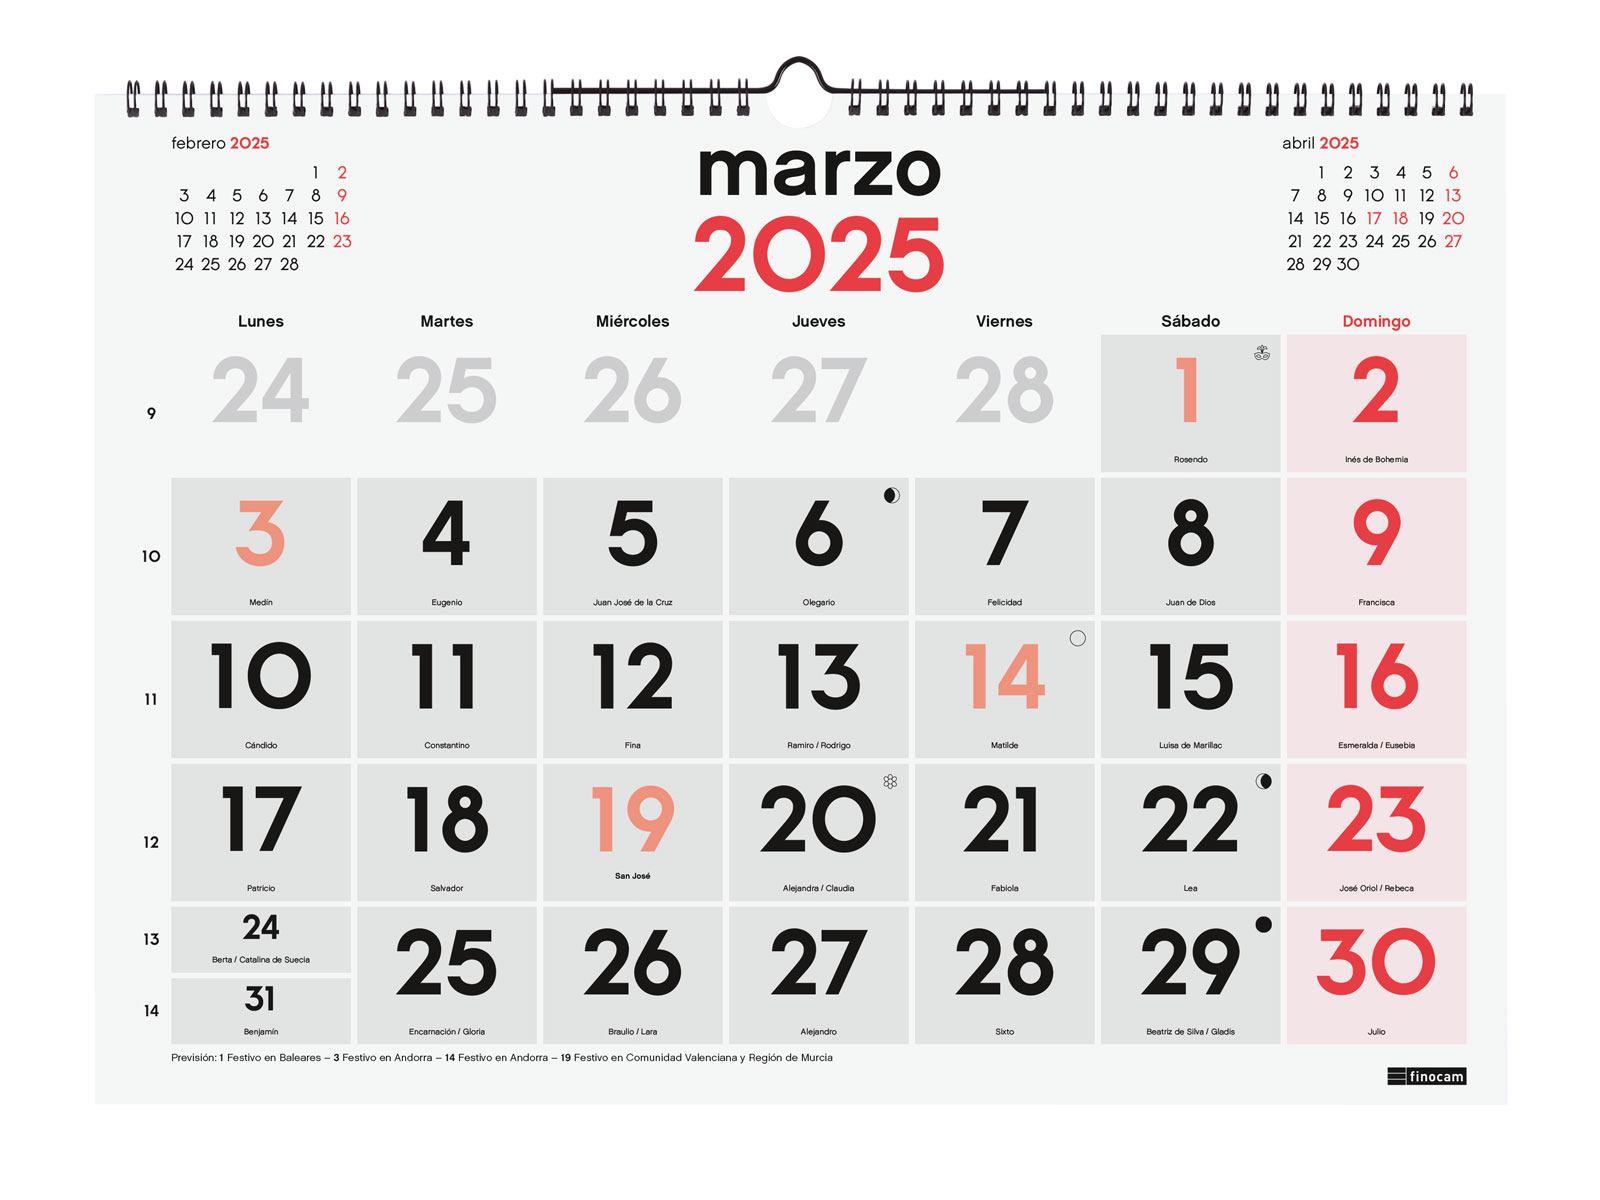 febrero 2025
1 2
3 4 5 6 7 8 9
10 11 12 13 14 15 16
17 18 19 20 21 22 23
24 25 26 27 28
marzo
2025
abril 2025
1 2 3 4 5 6
7 8 9 10 11 12 13
14 15 16 17 18 19 20
21 22 23 24 25 26 27
28 29 30
Lunes Martes Miércoles Jueves Viernes Sábado Domingo
9 24 25 26 27 28 1 2
Rosendo Inés de Bohemia
10 3 4 5 6 7 8 9
Medín Eugenio Juan José de la Cruz Olegario Felicidad Juan de Dios Francisca
11 10 11 12 13 14 15 16
Cándido Constantino Fina Ramiro / Rodrigo Matilde Luisa de Marillac Esmeralda / Eusebia
12 17 18 19 20 21 22 23
San José
Patricio Salvador Alejandra / Claudia Fabiola Lea José Oriol / Rebeca
13 24 25 26 27 28 29 30
Berta / Catalina de Suecia
14 31
Benjamín Encarnación / Gloria Braulio / Lara Alejandro Sixto Beatriz de Silva / Gladis Julio
Previsión: 1 Festivo en Baleares – 3 Festivo en Andorra – 14 Festivo en Andorra – 19 Festivo en Comunidad Valenciana y Región de Murcia
finocam